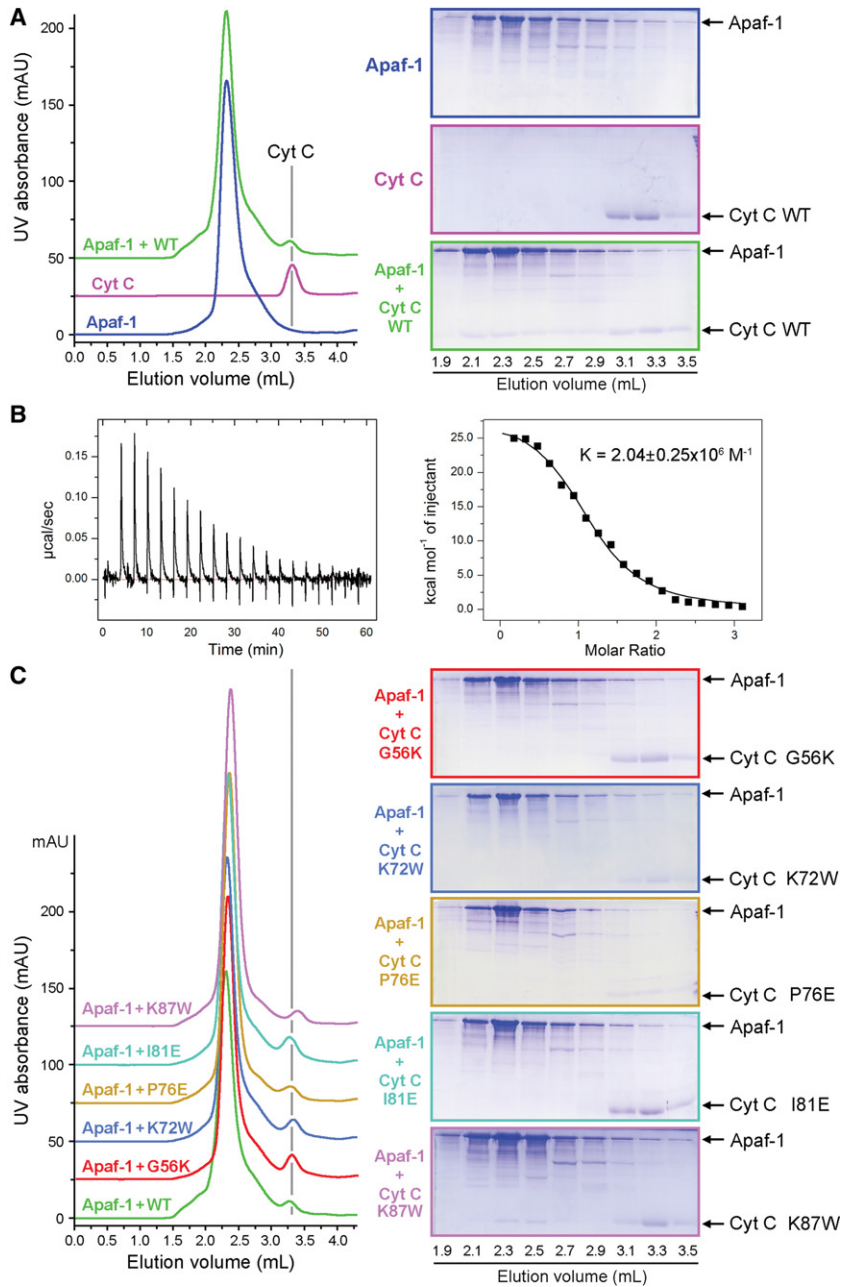 A
UV absorbance (mAU)
200
150
100
50
0
Cyt C
Apaf-1 + WT
Cyt C
Apaf-1
0.0 0.5 1.0 1.5 2.0 2.5 3.0 3.5 4.0
Elution volume (mL)
Apaf-1
Apaf-1
Cyt C
Cyt C WT
Apaf-1
+
Cyt C
WT
Apaf-1
Cyt C WT
1.9 2.1 2.3 2.5 2.7 2.9 3.1 3.3 3.5
Elution volume (mL)
B
µcal/sec
0.15
0.10
0.05
0.00
0 10 20 30 40 50 60
Time (min)
kcal mol⁻¹ of injectant
25.0
20.0
15.0
10.0
5.0
0.0
K = 2.04±0.25x10⁶ M⁻¹
0 1 2 3
Molar Ratio
C
mAU
UV absorbance (mAU)
200
150
100
50
0
Apaf-1+K87W
Apaf-1+I81E
Apaf-1+P76E
Apaf-1+K72W
Apaf-1+G56K
Apaf-1+WT
0.0 0.5 1.0 1.5 2.0 2.5 3.0 3.5 4.0
Elution volume (mL)
Apaf-1
+
Cyt C
G56K
Apaf-1
Cyt C G56K
Apaf-1
+
Cyt C
K72W
Apaf-1
Cyt C K72W
Apaf-1
+
Cyt C
P76E
Apaf-1
Cyt C P76E
Apaf-1
+
Cyt C
I81E
Apaf-1
Cyt C I81E
Apaf-1
+
Cyt C
K87W
Apaf-1
Cyt C K87W
1.9 2.1 2.3 2.5 2.7 2.9 3.1 3.3 3.5
Elution volume (mL)